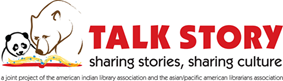 TALK STORY
sharing stories, sharing culture
a joint project of the american indian library association and the asian/pacific american librarians association